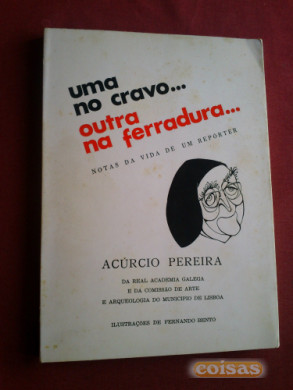 uma
no cravo...
outra
na ferradura...
NOTAS DA VIDA DE UM REPORTER
ACÚRCIO PEREIRA
DA REAL ACADEMIA GALEGA
E DA COMISSÃO DE ARTE
E ARQUEOLOGIA DO MUNICIPIO DE LISBOA
ILUSTRAÇÕES DE FERNANDO BENTO
coisas